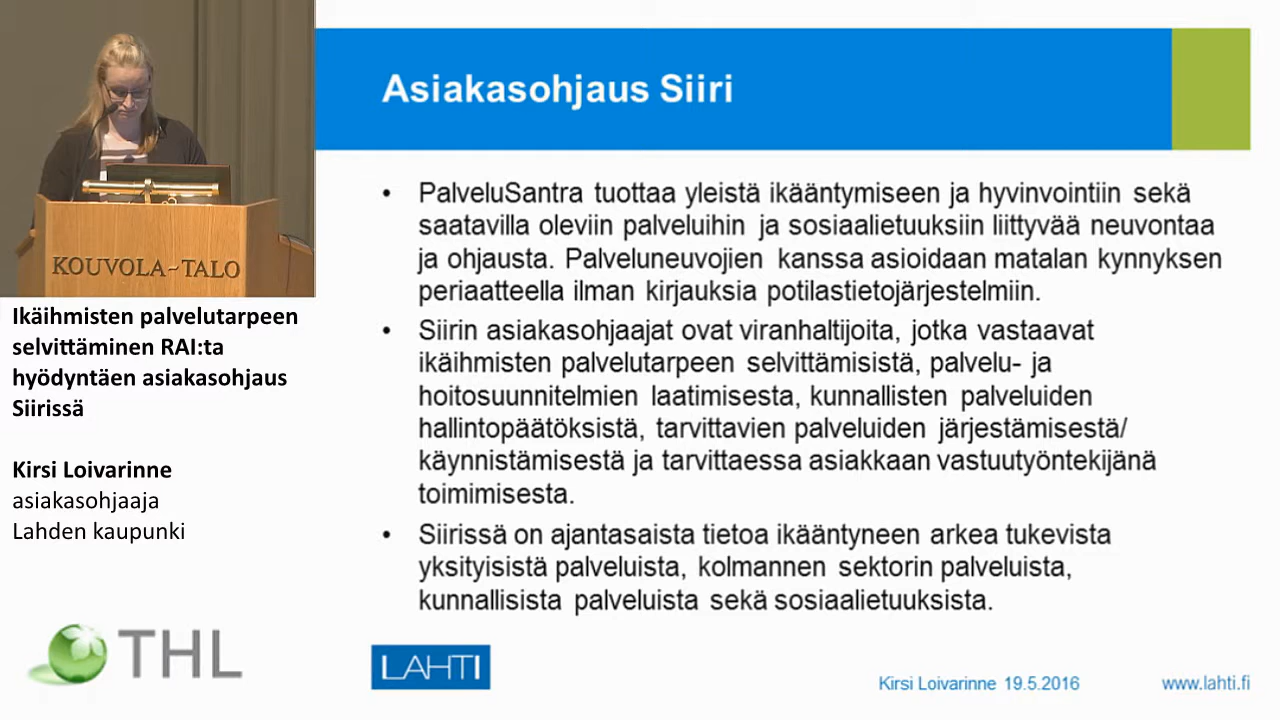 KOUVOLA~TALO
Ikäihmisten palvelutarpeen
selvittäminen RAI:ta
hyödyntäen asiakasohjaus
Siirissä
Kirsi Loivarinne
asiakasohjaaja
Lahden kaupunki
THL
Asiakasohjaus Siiri
• PalveluSantra tuottaa yleistä ikääntymiseen ja hyvinvointiin sekä
saatavilla oleviin palveluihin ja sosiaalietuuksiin liittyvää neuvontaa
ja ohjausta. Palveluneuvojien kanssa asioidaan matalan kynnyksen
periaatteella ilman kirjauksia potilastietojärjestelmiin.
• Siirin asiakasohjaajat ovat viranhaltijoita, jotka vastaavat
ikäihmisten palvelutarpeen selvittämisistä, palvelu- ja
hoitosuunnitelmien laatimisesta, kunnallisten palveluiden
hallintopäätöksistä, tarvittavien palveluiden järjestämisestä/
käynnistämisestä ja tarvittaessa asiakkaan vastuutyöntekijänä
toimimisesta.
• Siirissä on ajantasaista tietoa ikääntyneen arkea tukevista
yksityisistä palveluista, kolmannen sektorin palveluista,
kunnallisista palveluista sekä sosiaalietuuksista.
LAHTI
Kirsi Loivarinne 19.5.2016
www.lahti.fi